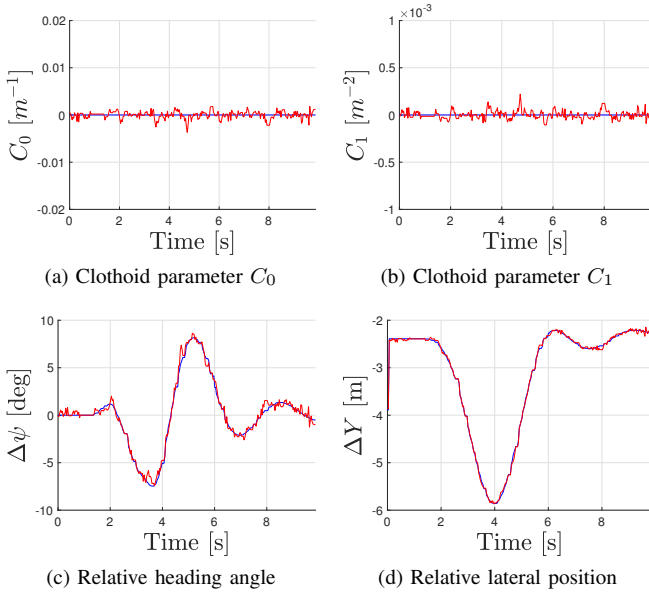 0.02
0.01
0
-0.01
-0.02
C₀ [m⁻¹]
0 2 4 6 8
Time [s]
(a) Clothoid parameter C₀
×10⁻³
1
0.5
0
-0.5
-1
C₁ [m⁻²]
0 2 4 6 8
Time [s]
(b) Clothoid parameter C₁
10
5
0
-5
-10
Δψ [deg]
0 2 4 6 8
Time [s]
(c) Relative heading angle
-2
-3
-4
-5
-6
ΔY [m]
0 2 4 6 8
Time [s]
(d) Relative lateral position